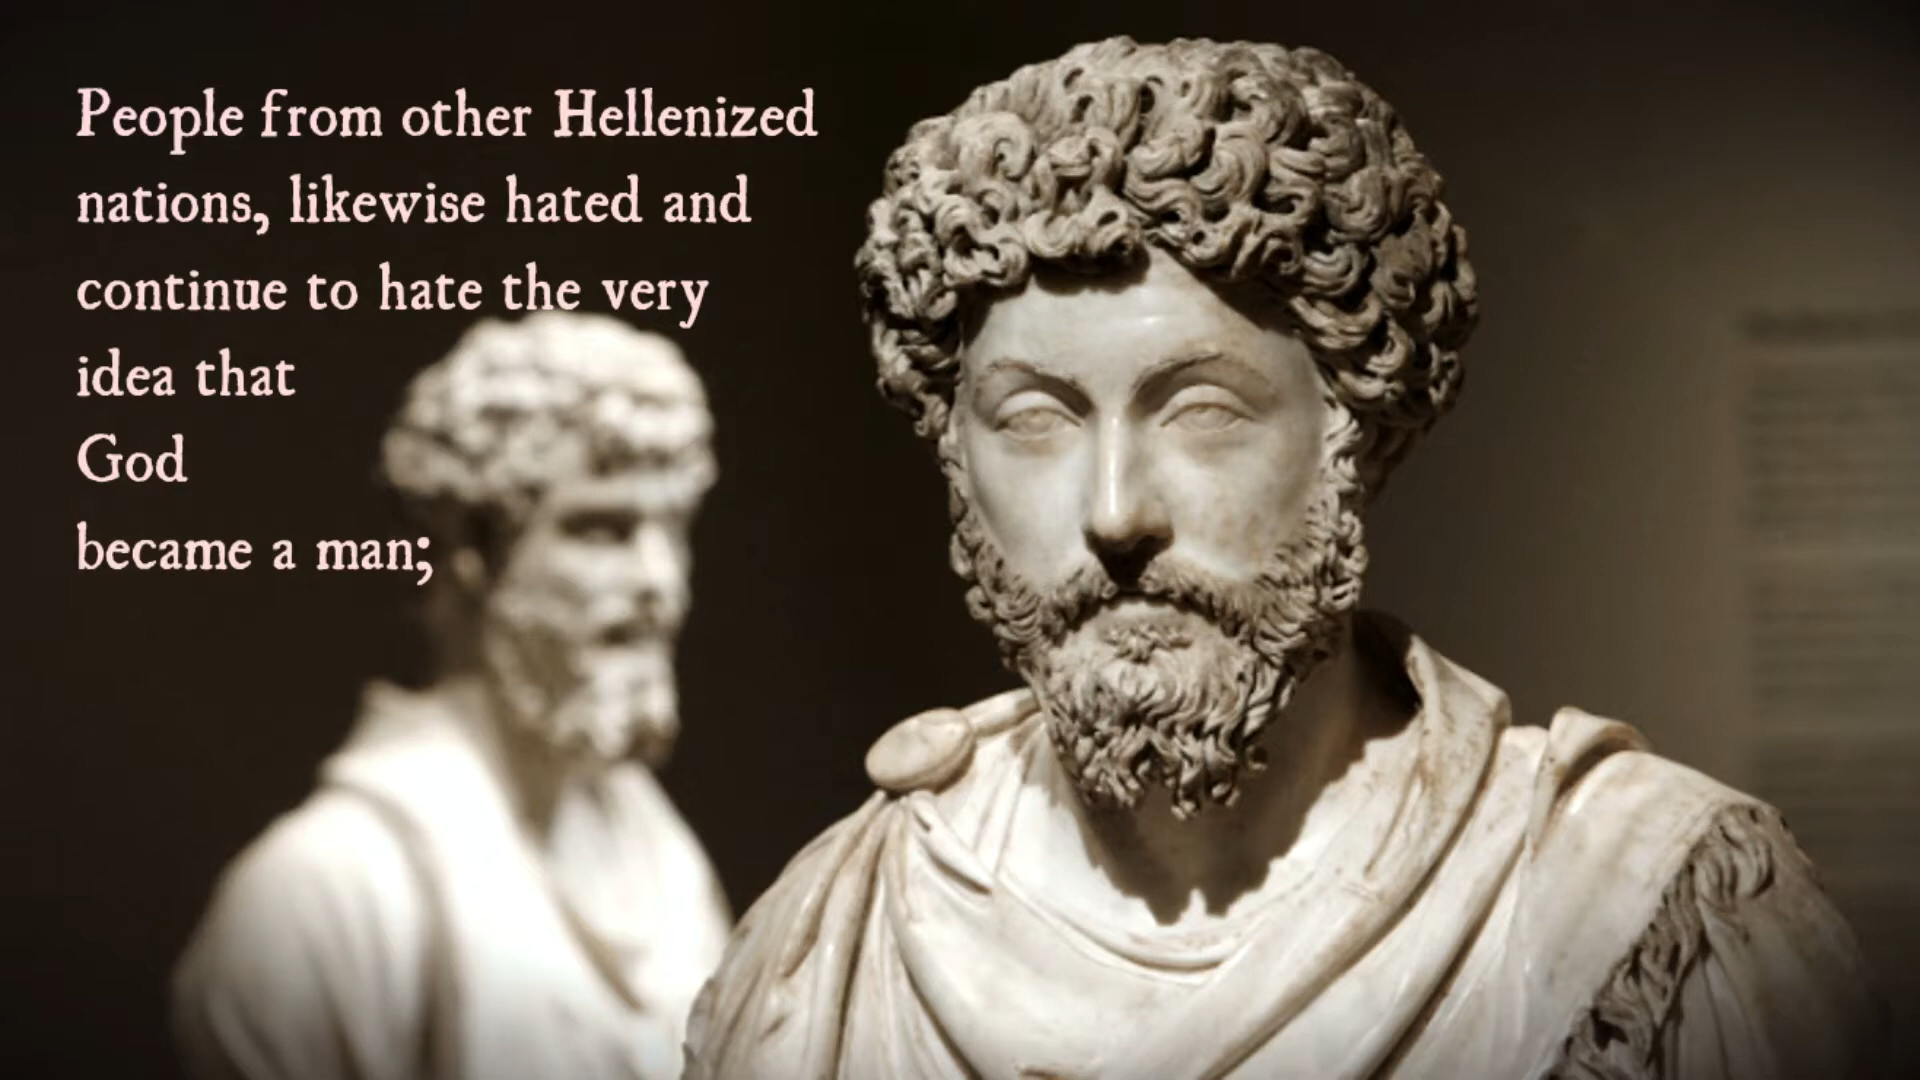 People from other Hellenized
nations, likewise hated and
continue to hate the very
idea that
God
became a man;